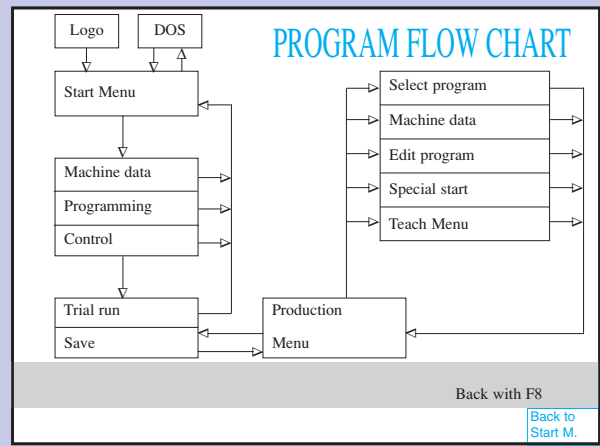 Logo
DOS
PROGRAM FLOW CHART
Start Menu
Select program
Machine data
Edit program
Special start
Teach Menu
Machine data
Programming
Control
Trial run
Save
Production
Menu
Back with F8
Back to
Start M.